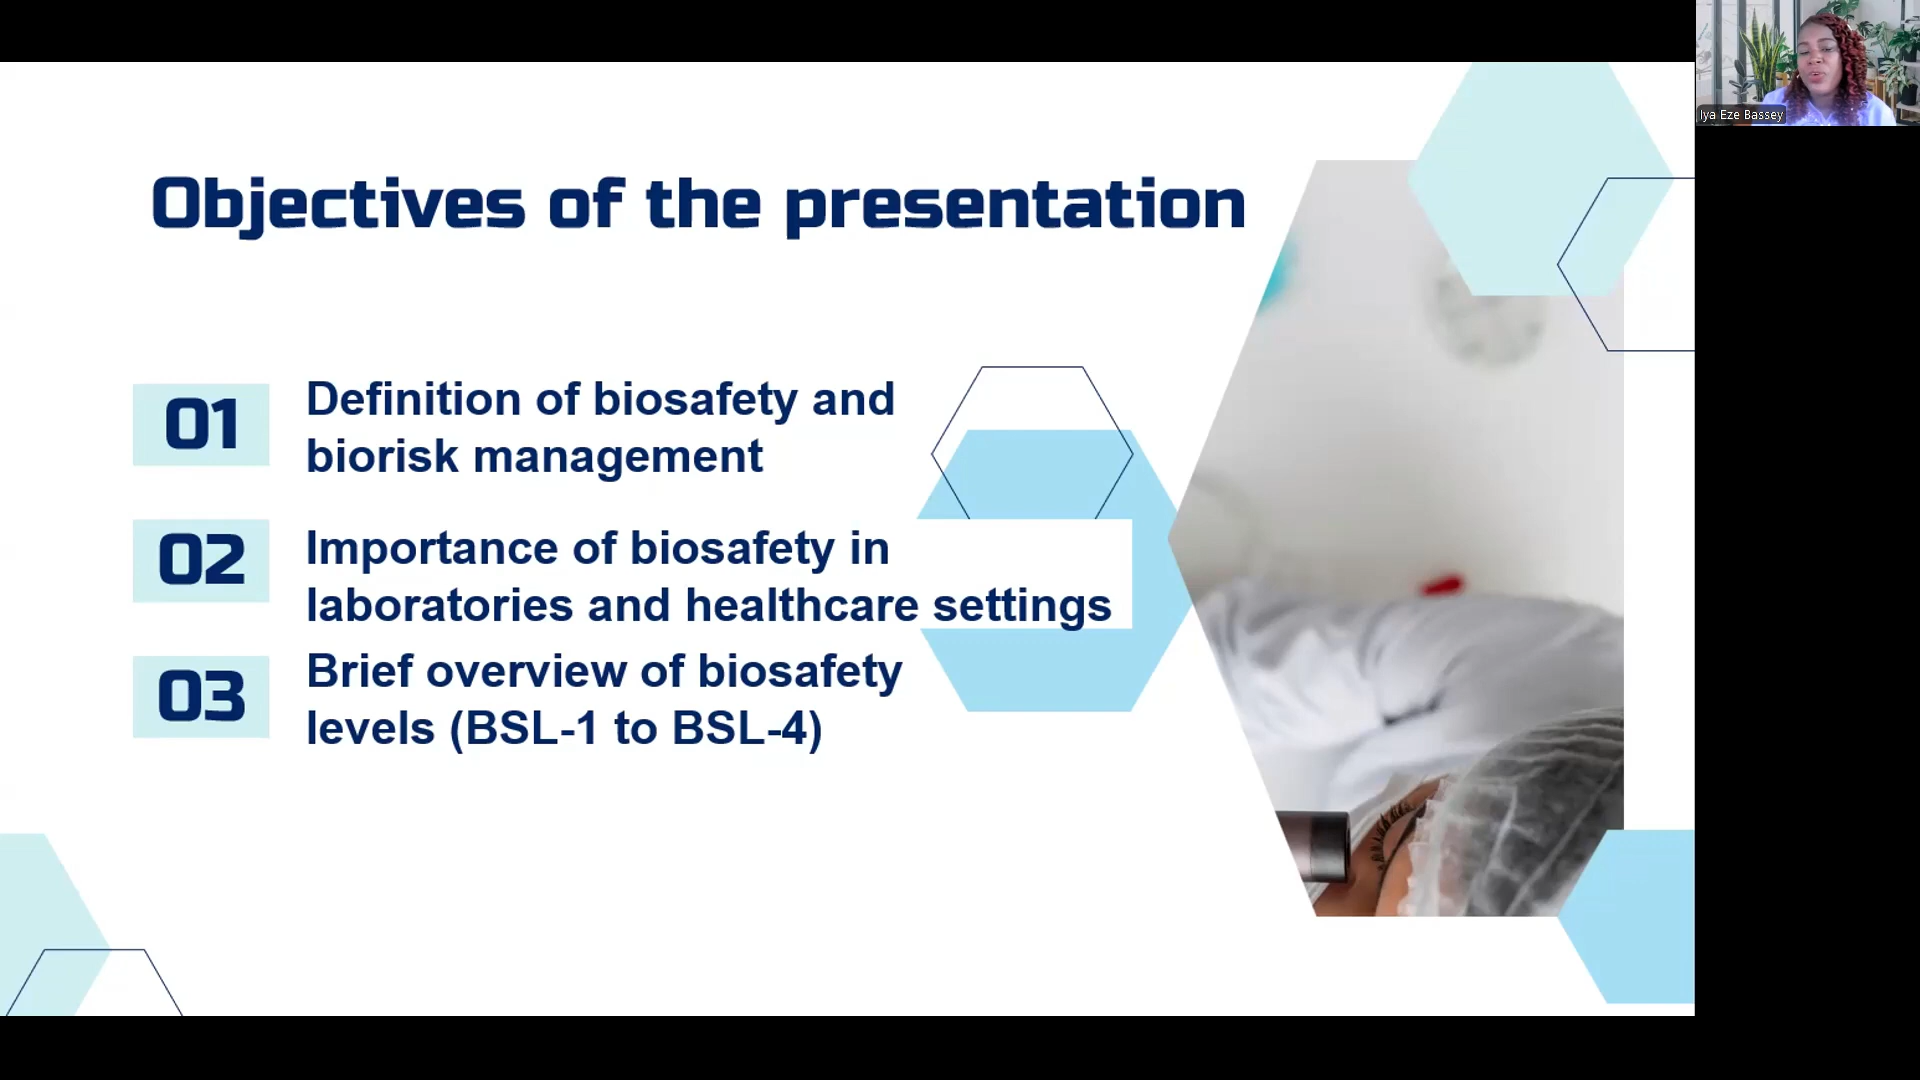 Objectives of the presentation
01
Definition of biosafety and
biorisk management
02
Importance of biosafety in
laboratories and healthcare settings
03
Brief overview of biosafety
levels (BSL-1 to BSL-4)
Iya Eze Bassey